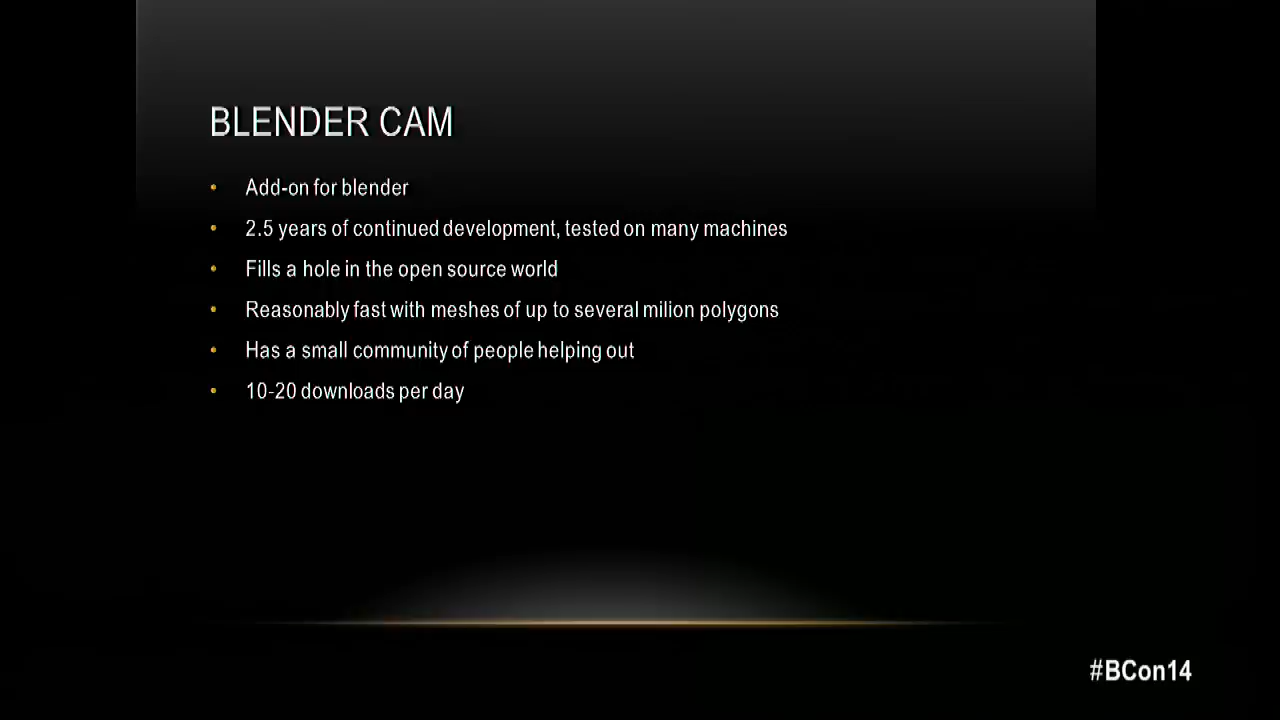 BLENDER CAM
• Add-on for blender
• 2.5 years of continued development, tested on many machines
• Fills a hole in the open source world
• Reasonably fast with meshes of up to several milion polygons
• Has a small community of people helping out
• 10-20 downloads per day
#BCon14